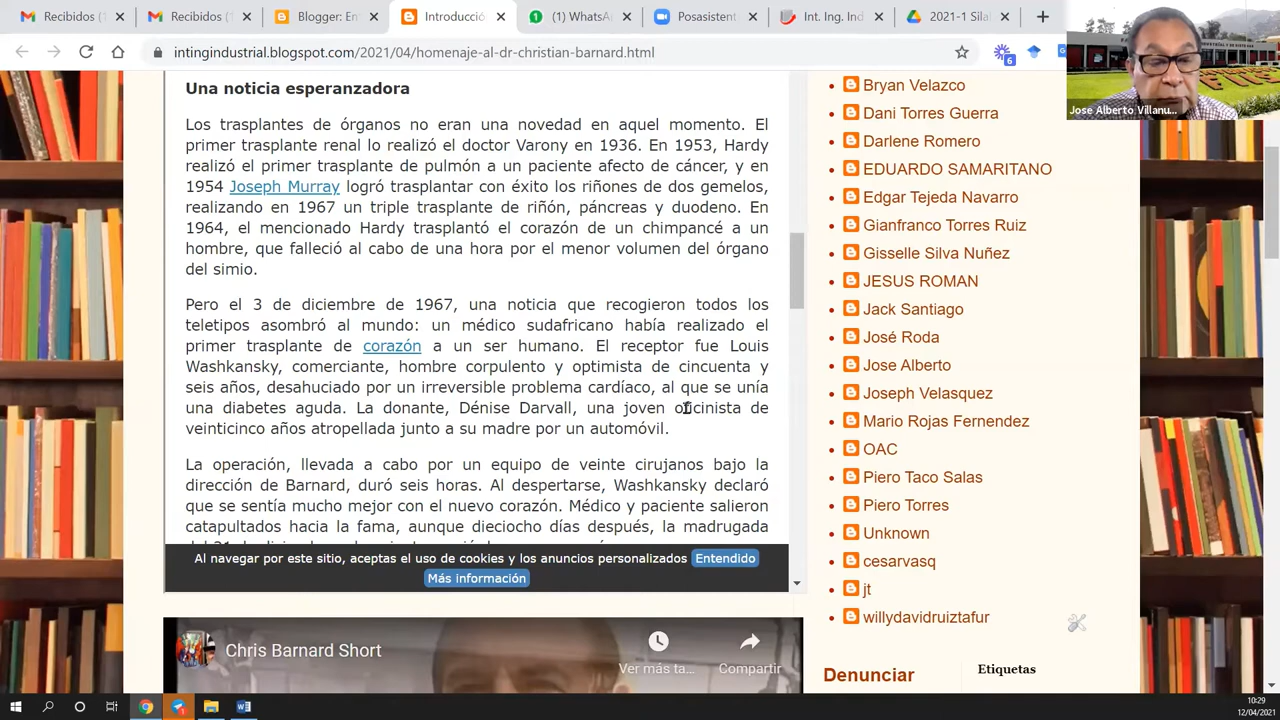 Recibidos (1
Recibidos (1
Blogger: En
Introducció
(1) WhatsA
Posasistent
Int. Ing. Ind
2021-1 Sila
intingindustrial.blogspot.com/2021/04/homenaje-al-dr-christian-barnard.html
6
Jose Alberto Villanu...
Una noticia esperanzadora
Los trasplantes de órganos no eran una novedad en aquel momento. El
primer trasplante renal lo realizó el doctor Varony en 1936. En 1953, Hardy
realizó el primer trasplante de pulmón a un paciente afecto de cáncer, y en
1954 Joseph Murray logró trasplantar con éxito los riñones de dos gemelos,
realizando en 1967 un triple trasplante de riñón, páncreas y duodeno. En
1964, el mencionado Hardy trasplantó el corazón de un chimpancé a un
hombre, que falleció al cabo de una hora por el menor volumen del órgano
del simio.
Pero el 3 de diciembre de 1967, una noticia que recogieron todos los
teletipos asombró al mundo: un médico sudafricano había realizado el
primer trasplante de corazón a un ser humano. El receptor fue Louis
Washkansky, comerciante, hombre corpulento y optimista de cincuenta y
seis años, desahuciado por un irreversible problema cardíaco, al que se unía
una diabetes aguda. La donante, Dénise Darvall, una joven oficinista de
veinticinco años atropellada junto a su madre por un automóvil.
La operación, llevada a cabo por un equipo de veinte cirujanos bajo la
dirección de Barnard, duró seis horas. Al despertarse, Washkansky declaró
que se sentía mucho mejor con el nuevo corazón. Médico y paciente salieron
catapultados hacia la fama, aunque dieciocho días después, la madrugada
Al navegar por este sitio, aceptas el uso de cookies y los anuncios personalizados Entendido
Más información
Chris Barnard Short
Ver más ta...
Compartir
Bryan Velazco
Dani Torres Guerra
Darlene Romero
EDUARDO SAMARITANO
Edgar Tejeda Navarro
Gianfranco Torres Ruiz
Gisselle Silva Nuñez
JESUS ROMAN
Jack Santiago
José Roda
Jose Alberto
Joseph Velasquez
Mario Rojas Fernendez
OAC
Piero Taco Salas
Piero Torres
Unknown
cesarvasq
jt
willydavidruiztafur
Denunciar
Etiquetas
10:29
12/04/2021